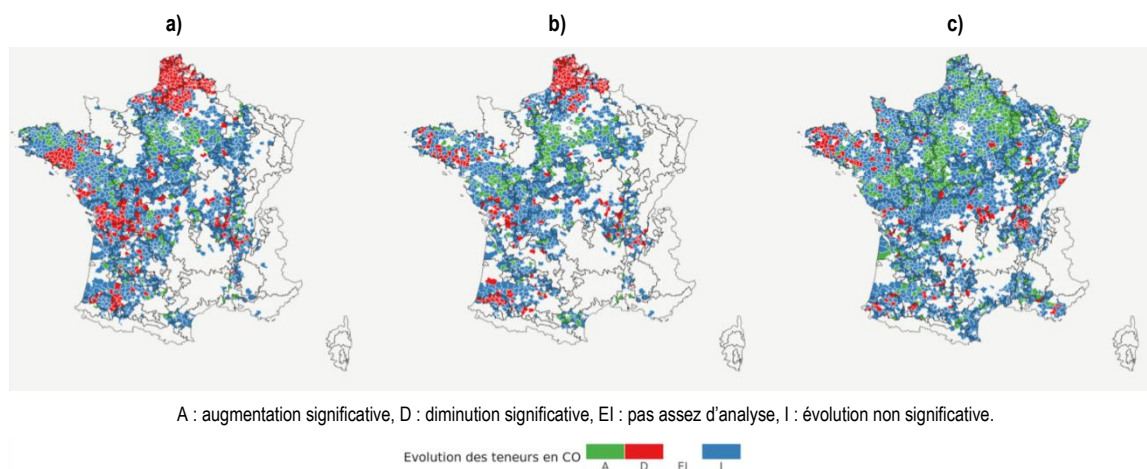 a) b) c)
A : augmentation significative, D : diminution significative, EI : pas assez d’analyse, I : évolution non significative.
Evolution des teneurs en CO
A D EI I